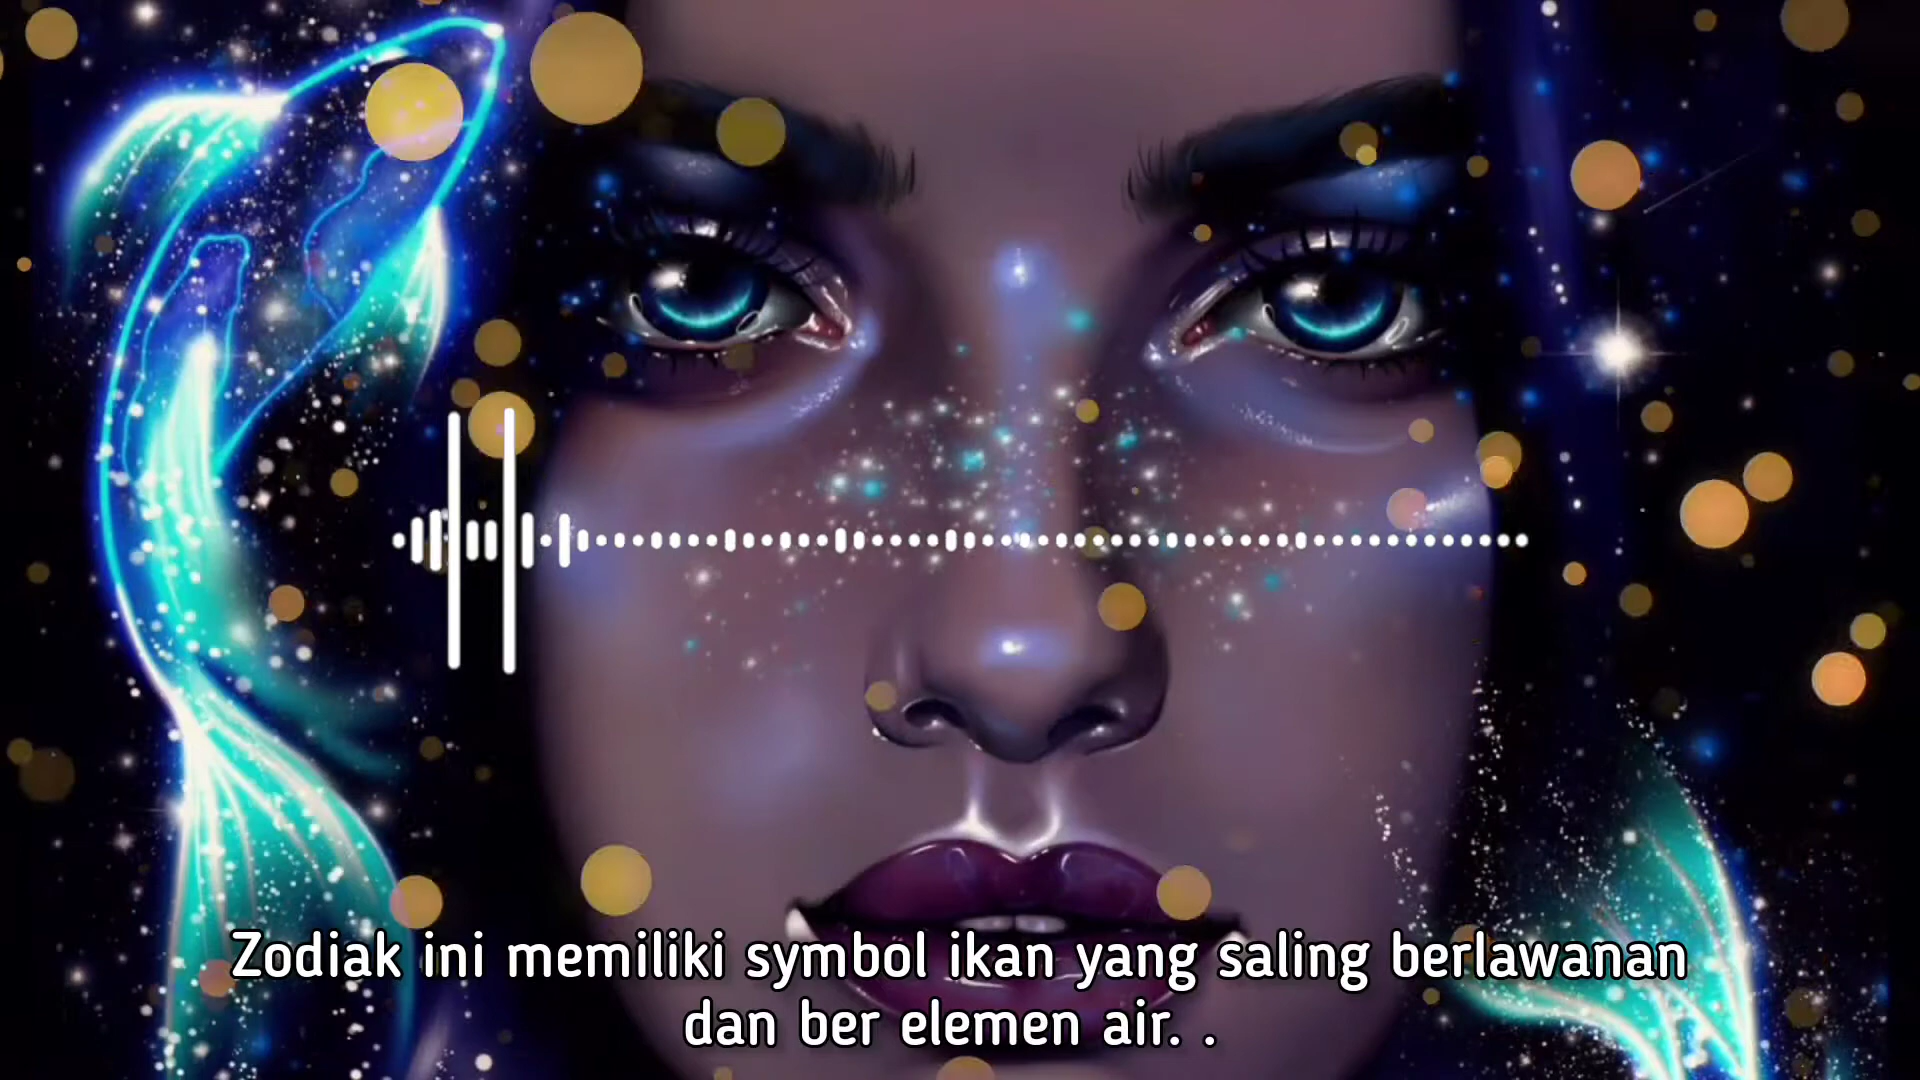 Zodiak ini memiliki symbol ikan yang saling berlawanan
dan ber elemen air. .